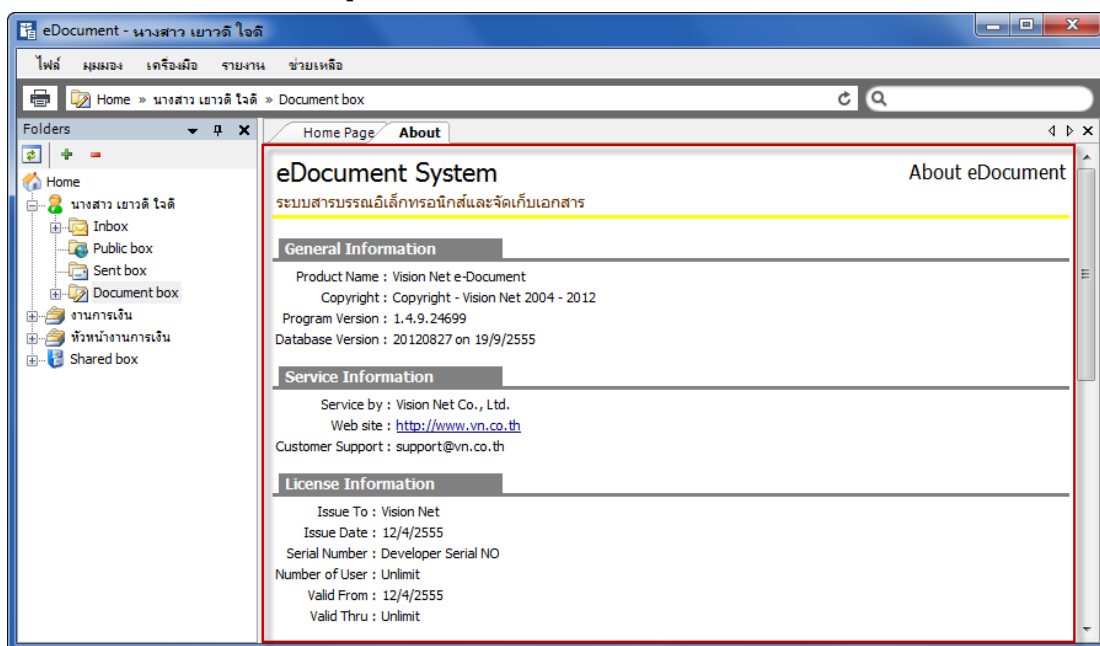 eDocument - นางสาว เยาวดี ใจดี
ไฟล์ มุมมอง เครื่องมือ รายงาน ช่วยเหลือ
Home » นางสาว เยาวดี ใจดี » Document box
Folders
Home
นางสาว เยาวดี ใจดี
Inbox
Public box
Sent box
Document box
งานการเงิน
หัวหน้างานการเงิน
Shared box
Home Page About
eDocument System About eDocument
ระบบสารบรรณอิเล็กทรอนิกส์และจัดเก็บเอกสาร
General Information
Product Name : Vision Net e-Document
Copyright : Copyright - Vision Net 2004 - 2012
Program Version : 1.4.9.24699
Database Version : 20120827 on 19/9/2555
Service Information
Service by : Vision Net Co., Ltd.
Web site : http://www.vn.co.th
Customer Support : support@vn.co.th
License Information
Issue To : Vision Net
Issue Date : 12/4/2555
Serial Number : Developer Serial NO
Number of User : Unlimit
Valid From : 12/4/2555
Valid Thru : Unlimit